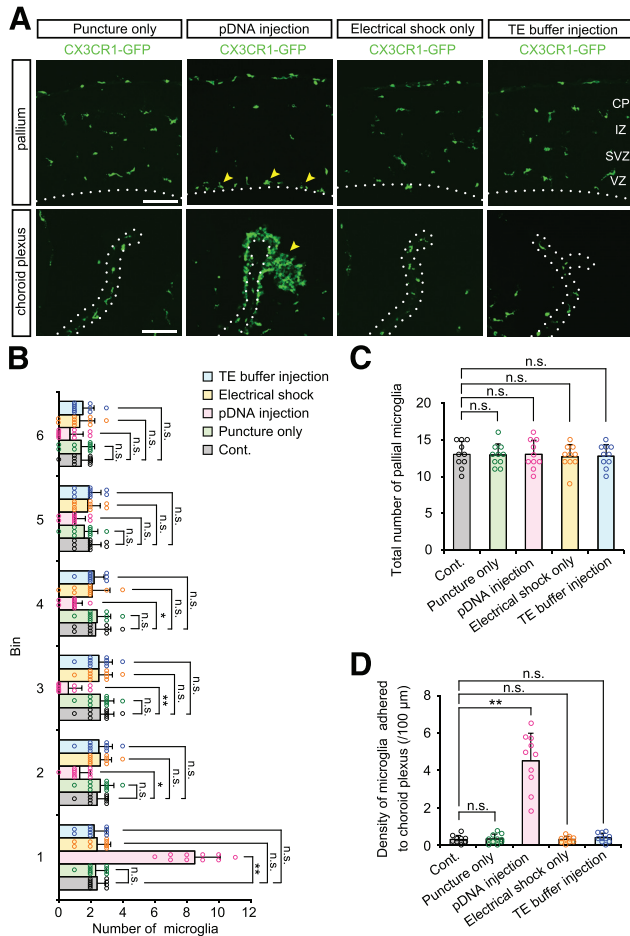 A
Puncture only
pDNA injection
Electrical shock only
TE buffer injection
CX3CR1-GFP
CX3CR1-GFP
CX3CR1-GFP
CX3CR1-GFP
pallium
CP
IZ
SVZ
VZ
choroid plexus
B
TE buffer injection
Electrical shock
pDNA injection
Puncture only
Cont.
Bin
6
n.s.
n.s.
n.s.
n.s.
5
n.s.
n.s.
n.s.
n.s.
4
n.s.
*
n.s.
n.s.
3
n.s.
**
n.s.
n.s.
2
n.s.
*
n.s.
n.s.
1
n.s.
**
n.s.
n.s.
0 2 4 6 8 10 12
Number of microglia
C
n.s.
n.s.
n.s.
n.s.
Total number of pallial microglia
20
15
10
5
0
Cont.
Puncture only
pDNA injection
Electrical shock only
TE buffer injection
D
n.s.
n.s.
**
n.s.
Density of microglia adhered
to choroid plexus (/100 μm)
8
6
4
2
0
Cont.
Puncture only
pDNA injection
Electrical shock only
TE buffer injection